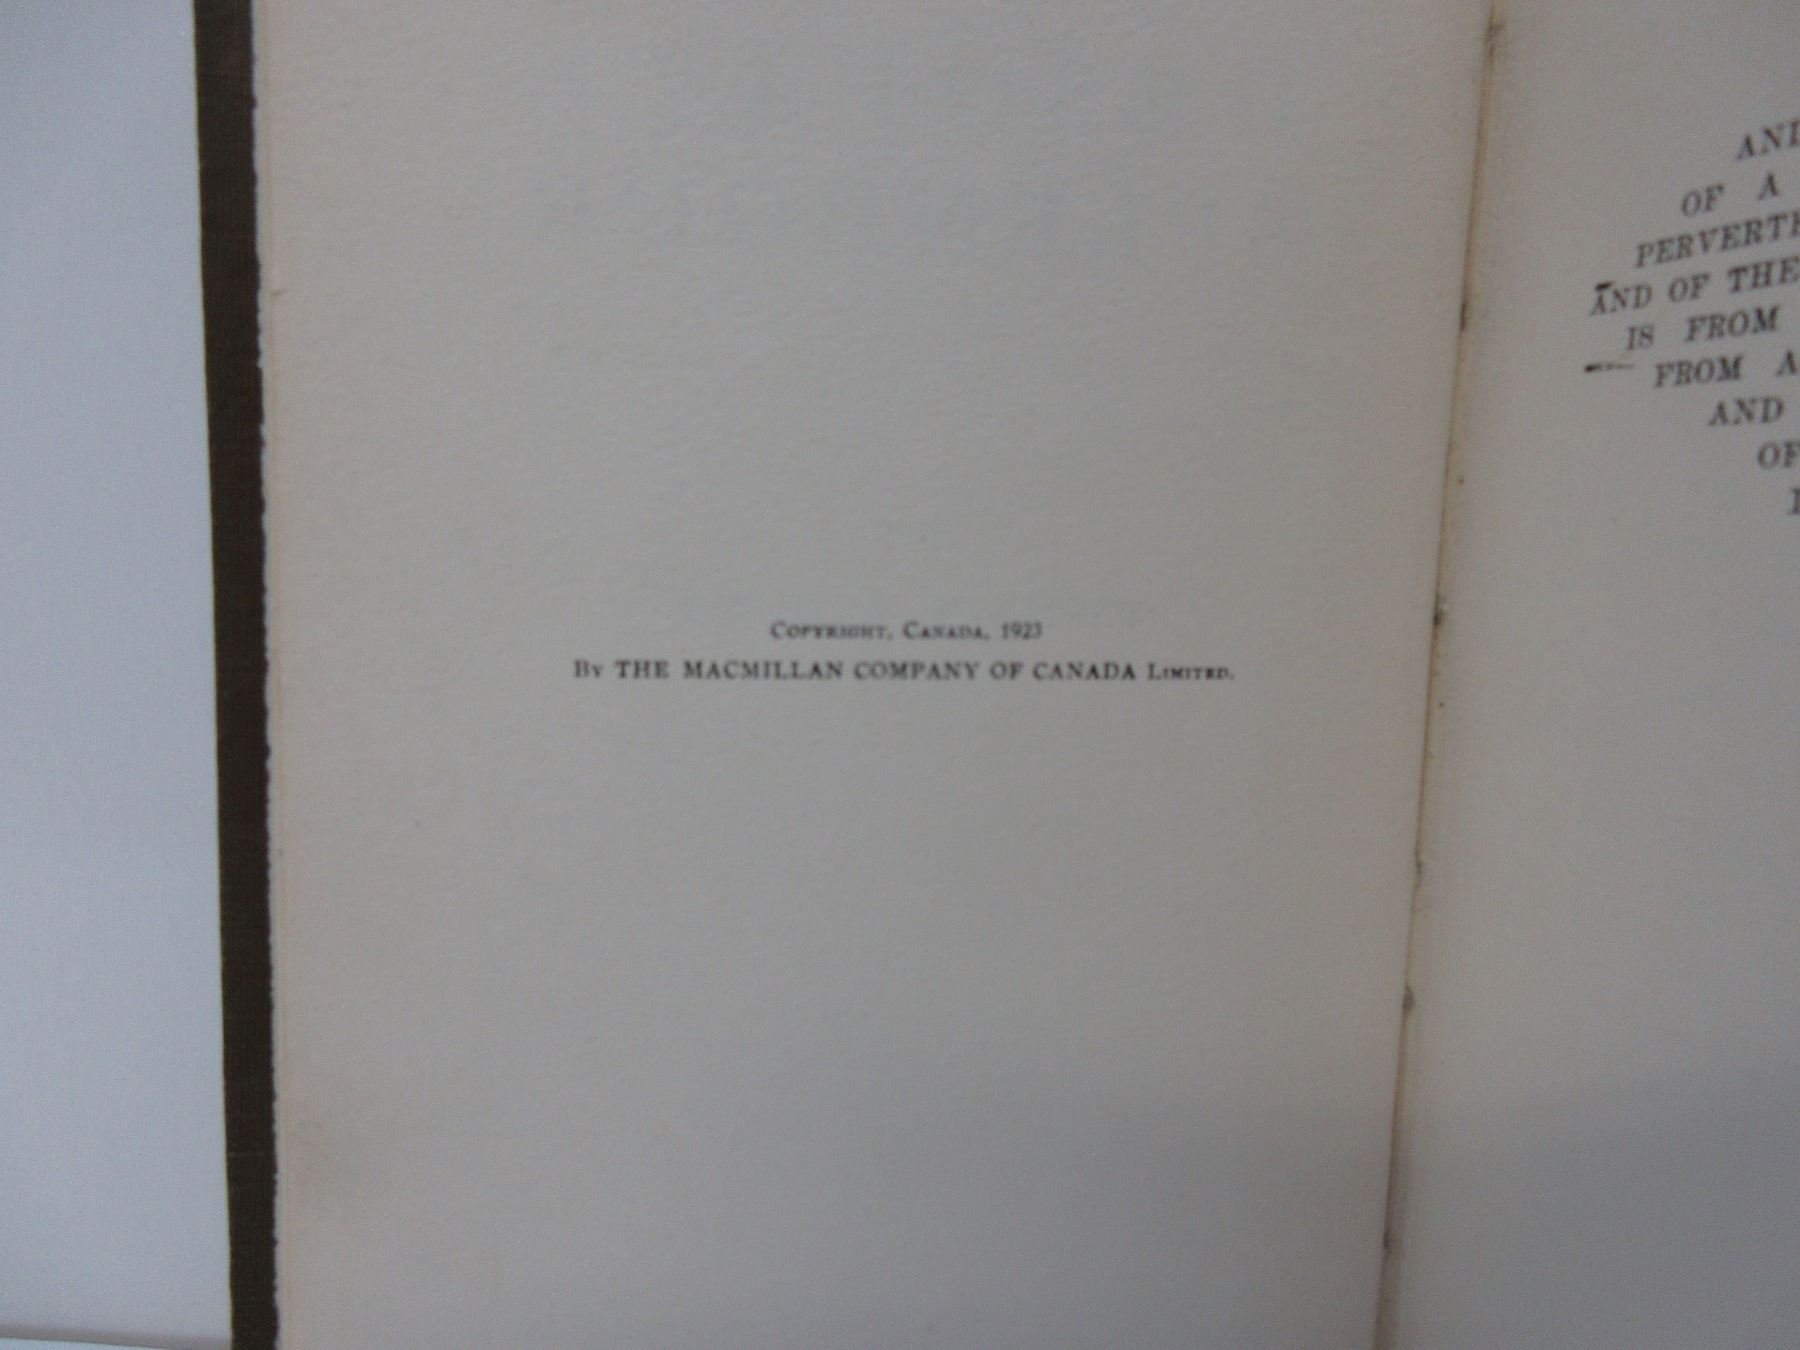 Copyright, Canada, 1923
By THE MACMILLAN COMPANY OF CANADA Limited.
AND
OF A
AND OF THE
IS FROM
FROM A
AND
OF